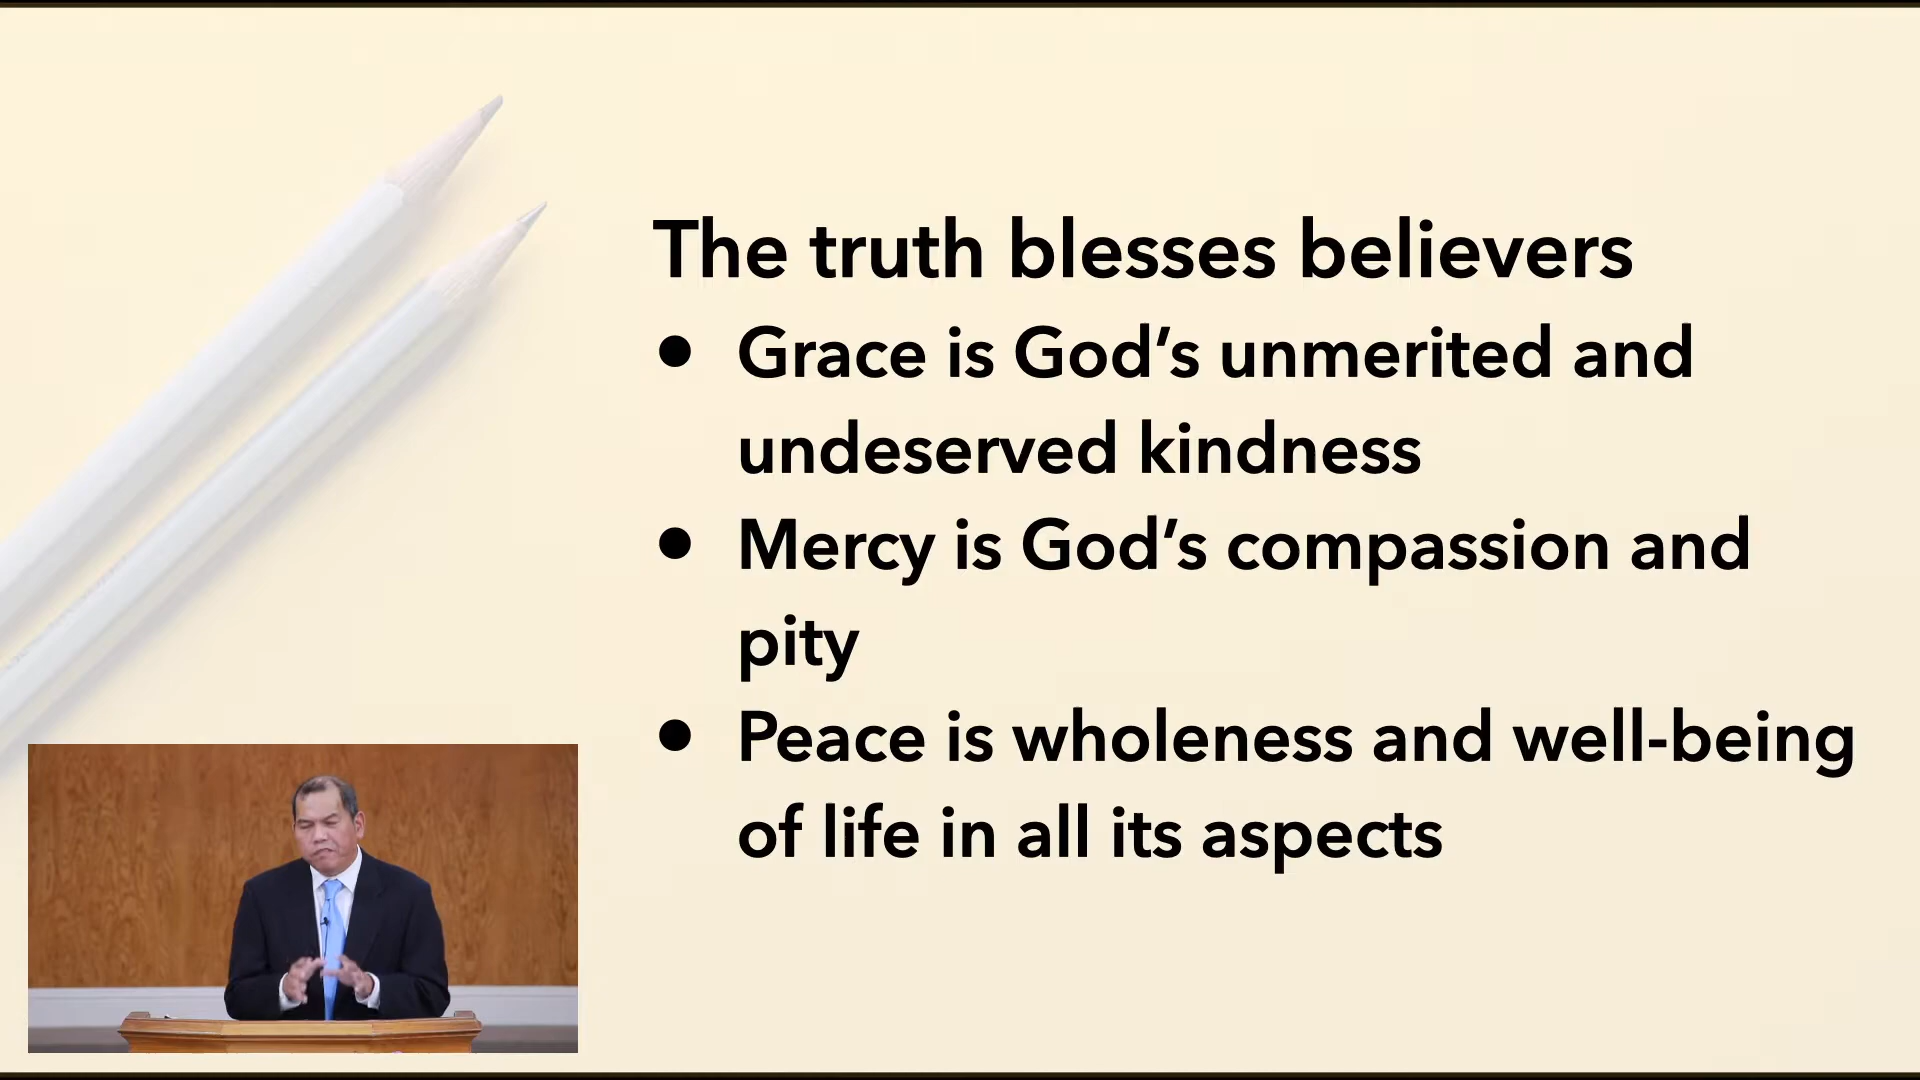 The truth blesses believers
● Grace is God’s unmerited and
undeserved kindness
● Mercy is God’s compassion and
pity
● Peace is wholeness and well-being
of life in all its aspects